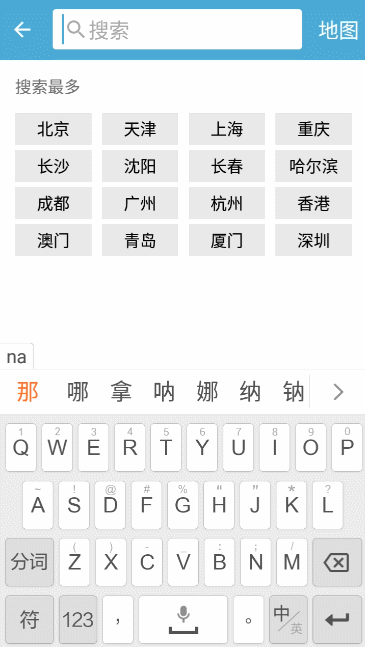 搜索 地图
搜索最多
北京 天津 上海 重庆
长沙 沈阳 长春 哈尔滨
成都 广州 杭州 香港
澳门 青岛 厦门 深圳
na
那 哪 拿 呐 娜 纳 钠
1 2 3 4 5 6 7 8 9 0
Q W E R T Y U I O P
~ ! @ # % " " * ?
A S D F G H J K L
( ) - _ : ; /
分词 Z X C V B N M
符 123 ， 。 中/英